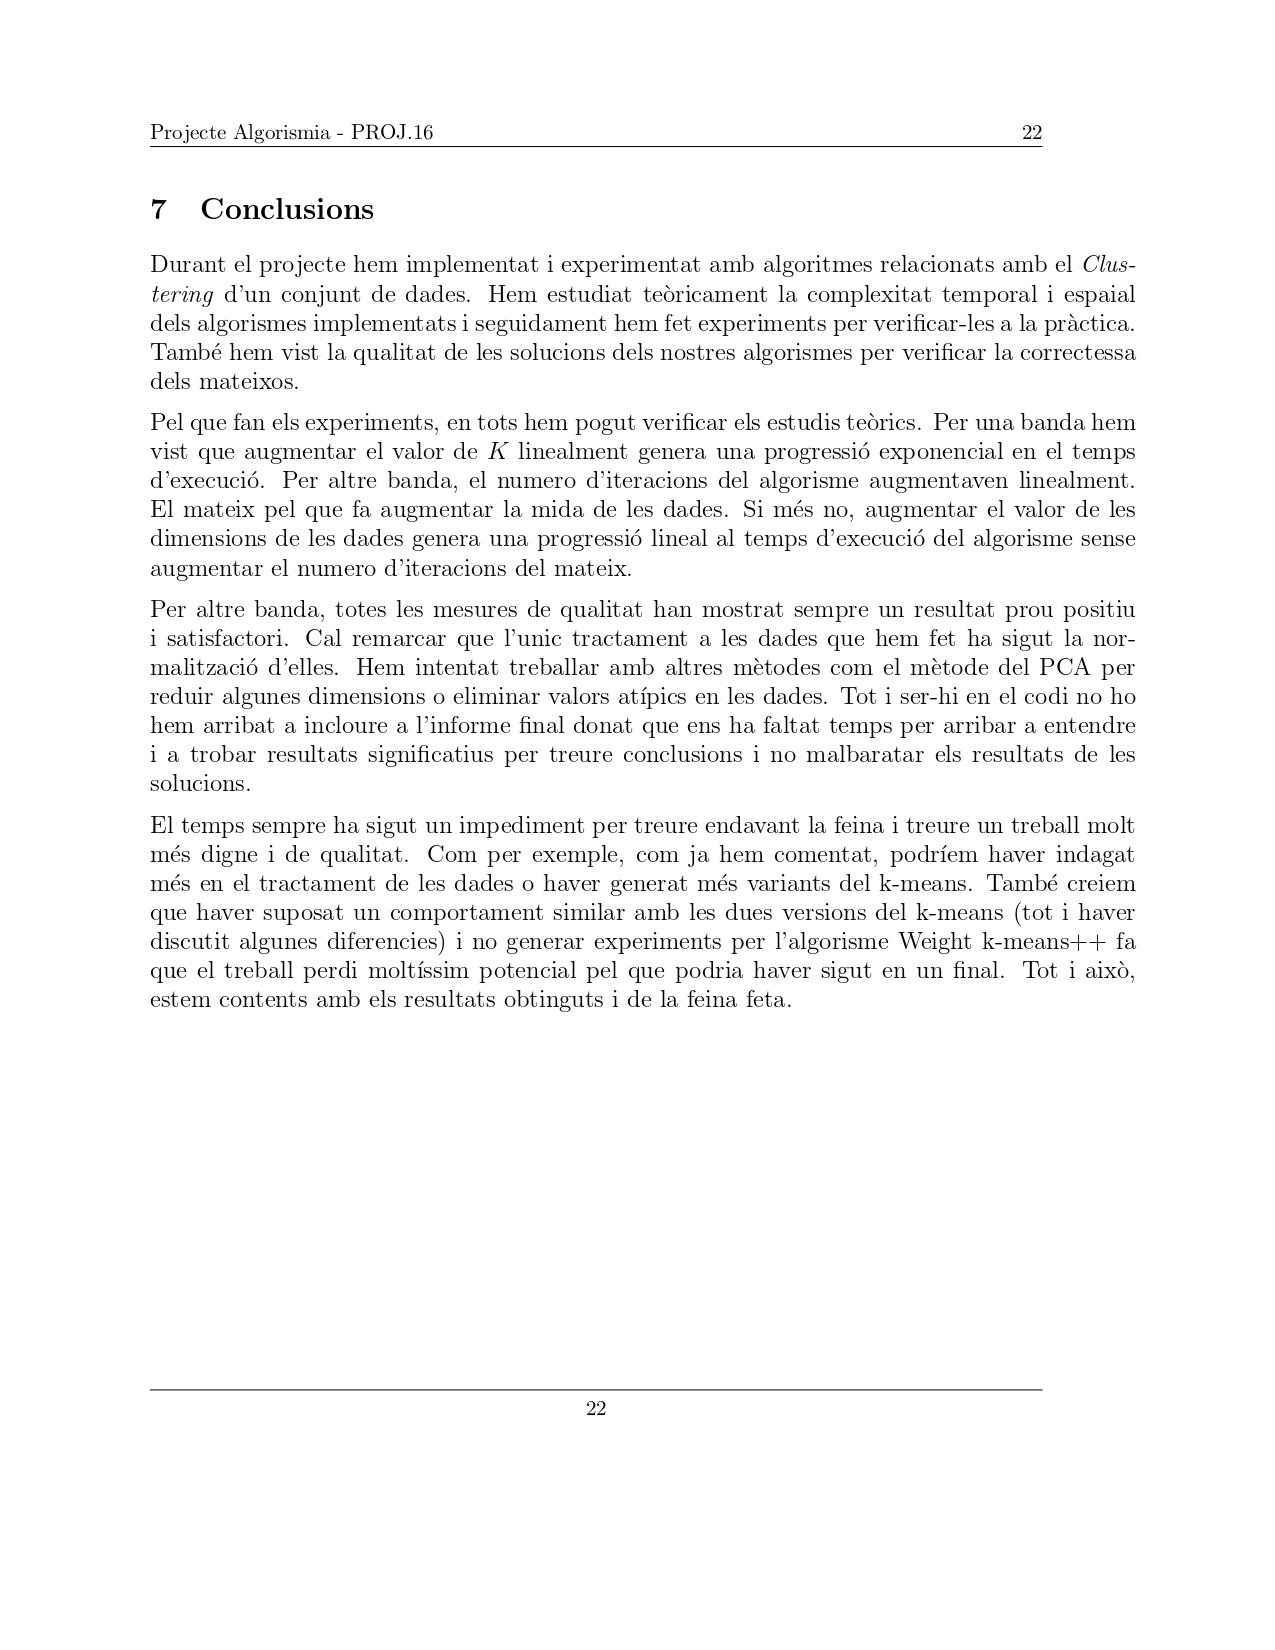 Projecte Algorismia - PROJ.16 22
7 Conclusions
Durant el projecte hem implementat i experimentat amb algoritmes relacionats amb el Clus-
tering d'un conjunt de dades. Hem estudiat teòricament la complexitat temporal i espaial
dels algorismes implementats i seguidament hem fet experiments per verificar-les a la pràctica.
També hem vist la qualitat de les solucions dels nostres algorismes per verificar la correctessa
dels mateixos.
Pel que fan els experiments, en tots hem pogut verificar els estudis teòrics. Per una banda hem
vist que augmentar el valor de K linealment genera una progressió exponencial en el temps
d'execució. Per altre banda, el numero d'iteracions del algorisme augmentaven linealment.
El mateix pel que fa augmentar la mida de les dades. Si més no, augmentar el valor de les
dimensions de les dades genera una progressió lineal al temps d'execució del algorisme sense
augmentar el numero d'iteracions del mateix.
Per altre banda, totes les mesures de qualitat han mostrat sempre un resultat prou positiu
i satisfactori. Cal remarcar que l'unic tractament a les dades que hem fet ha sigut la nor-
malització d'elles. Hem intentat treballar amb altres mètodes com el mètode del PCA per
reduir algunes dimensions o eliminar valors atípics en les dades. Tot i ser-hi en el codi no ho
hem arribat a incloure a l'informe final donat que ens ha faltat temps per arribar a entendre
i a trobar resultats significatius per treure conclusions i no malbaratar els resultats de les
solucions.
El temps sempre ha sigut un impediment per treure endavant la feina i treure un treball molt
més digne i de qualitat. Com per exemple, com ja hem comentat, podríem haver indagat
més en el tractament de les dades o haver generat més variants del k-means. També creiem
que haver suposat un comportament similar amb les dues versions del k-means (tot i haver
discutit algunes diferencies) i no generar experiments per l'algorisme Weight k-means++ fa
que el treball perdi moltíssim potencial pel que podria haver sigut en un final. Tot i això,
estem contents amb els resultats obtinguts i de la feina feta.
22